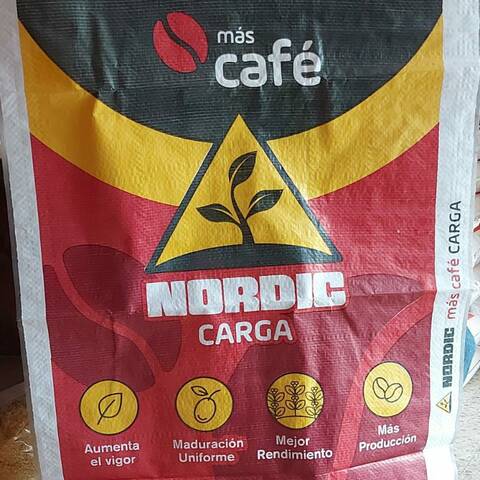 más
café
NORDIC
CARGA
Aumenta
el vigor
Maduración
Uniforme
Mejor
Rendimiento
Más
Producción
NORDIC más café CARGA